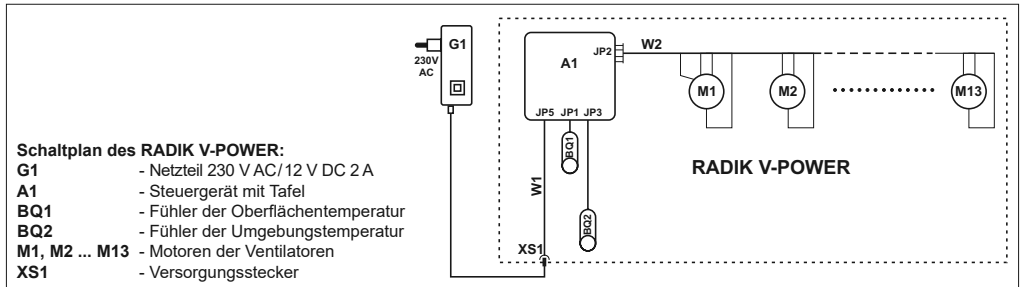 G1
230V
AC
A1
JP2
W2
JP5 JP1 JP3
M1
M2
M13
BQ1
BQ2
W1
XS1
RADIK V-POWER
Schaltplan des RADIK V-POWER:
G1 - Netzteil 230 V AC/12 V DC 2 A
A1 - Steuergerät mit Tafel
BQ1 - Fühler der Oberflächentemperatur
BQ2 - Fühler der Umgebungstemperatur
M1, M2 ... M13 - Motoren der Ventilatoren
XS1 - Versorgungsstecker